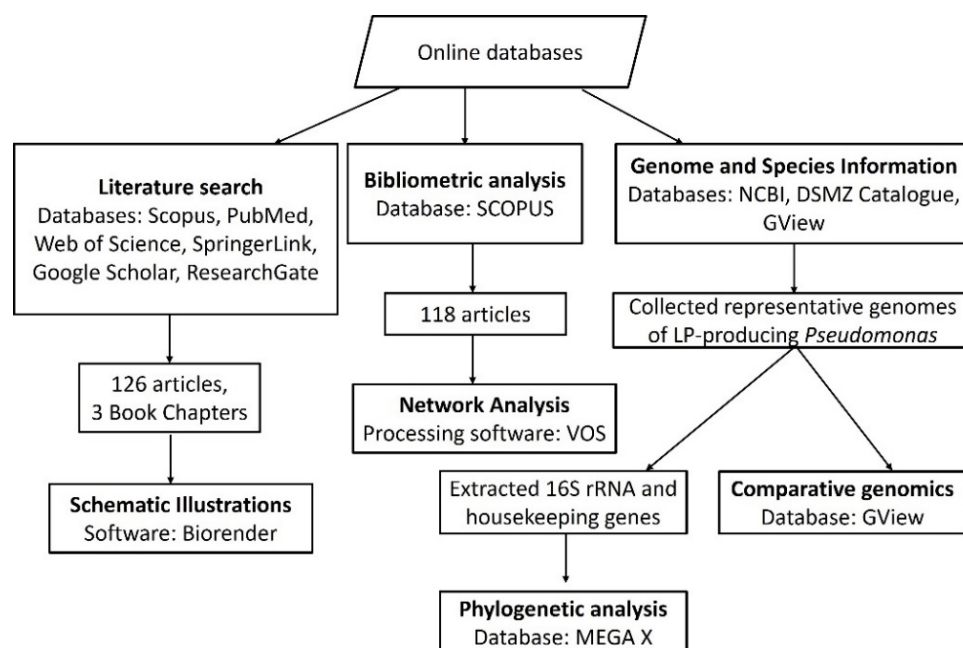 Online databases
Literature search
Databases: Scopus, PubMed,
Web of Science, SpringerLink,
Google Scholar, ResearchGate
Bibliometric analysis
Database: SCOPUS
Genome and Species Information
Databases: NCBI, DSMZ Catalogue,
GView
126 articles,
3 Book Chapters
118 articles
Collected representative genomes
of LP-producing Pseudomonas
Schematic Illustrations
Software: Biorender
Network Analysis
Processing software: VOS
Extracted 16S rRNA and
housekeeping genes
Comparative genomics
Database: GView
Phylogenetic analysis
Database: MEGA X